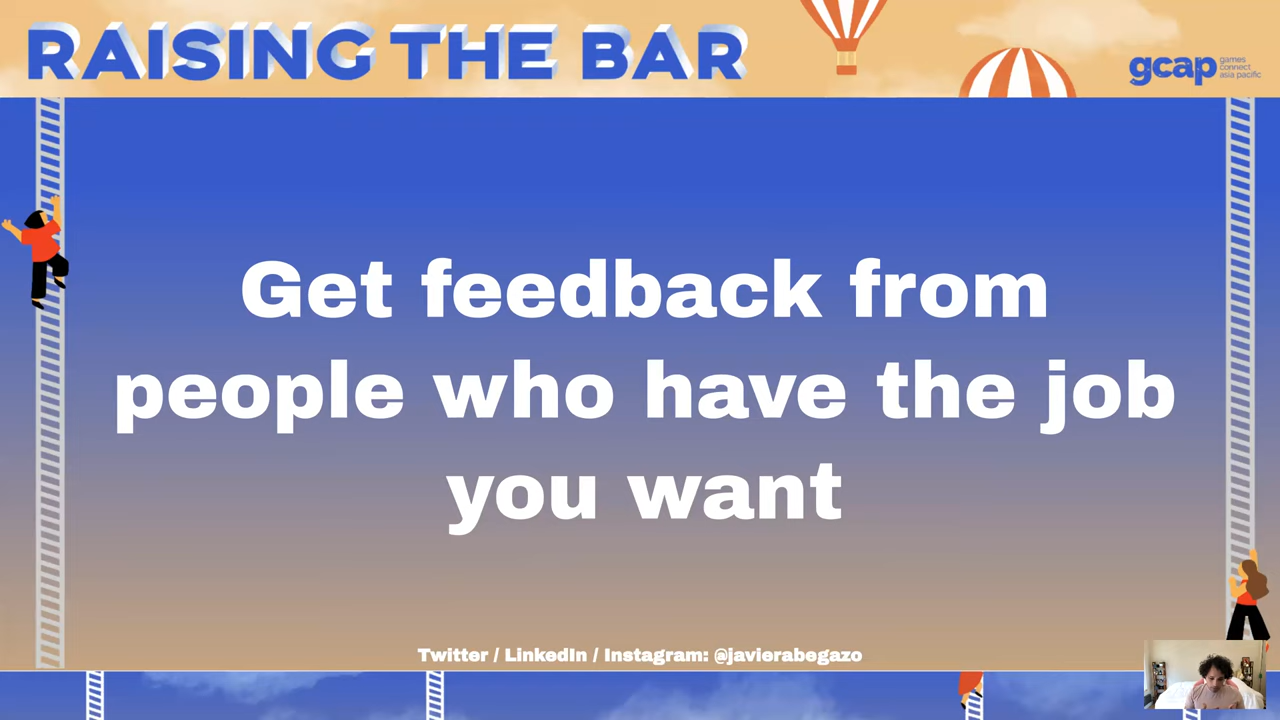 RAISING THE BAR
gcap games
connect
asia pacific
Get feedback from
people who have the job
you want
Twitter / LinkedIn / Instagram: @javierabegazo